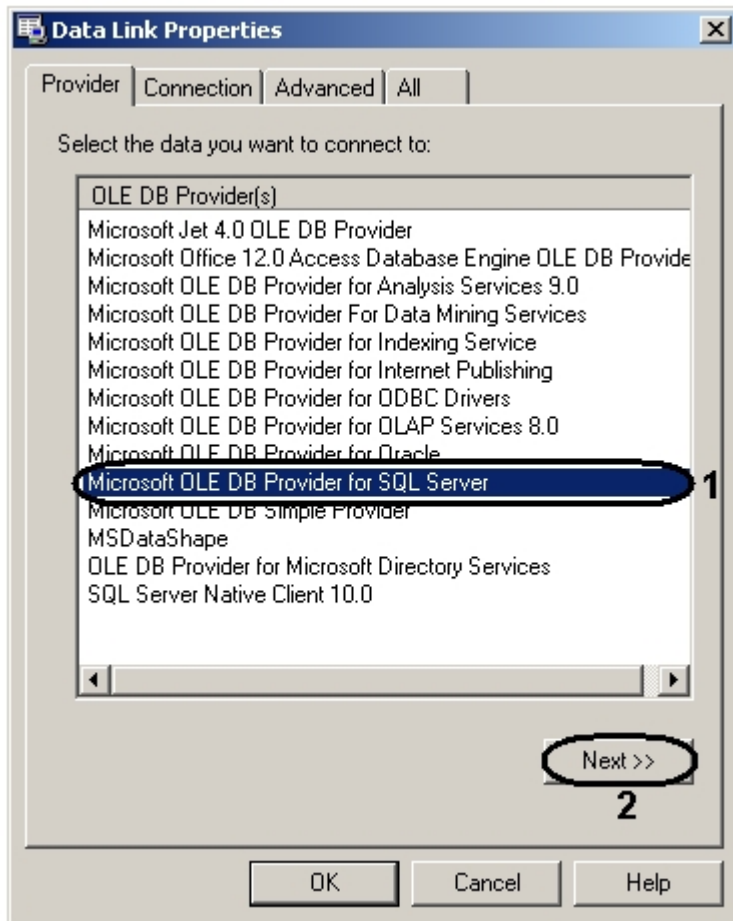 Data Link Properties
Provider Connection Advanced All
Select the data you want to connect to:
OLE DB Provider(s)
Microsoft Jet 4.0 OLE DB Provider
Microsoft Office 12.0 Access Database Engine OLE DB Provide
Microsoft OLE DB Provider for Analysis Services 9.0
Microsoft OLE DB Provider For Data Mining Services
Microsoft OLE DB Provider for Indexing Service
Microsoft OLE DB Provider for Internet Publishing
Microsoft OLE DB Provider for ODBC Drivers
Microsoft OLE DB Provider for OLAP Services 8.0
Microsoft OLE DB Provider for Oracle
Microsoft OLE DB Provider for SQL Server 1
Microsoft OLE DB Simple Provider
MSDataShape
OLE DB Provider for Microsoft Directory Services
SQL Server Native Client 10.0
Next >>
2
OK Cancel Help